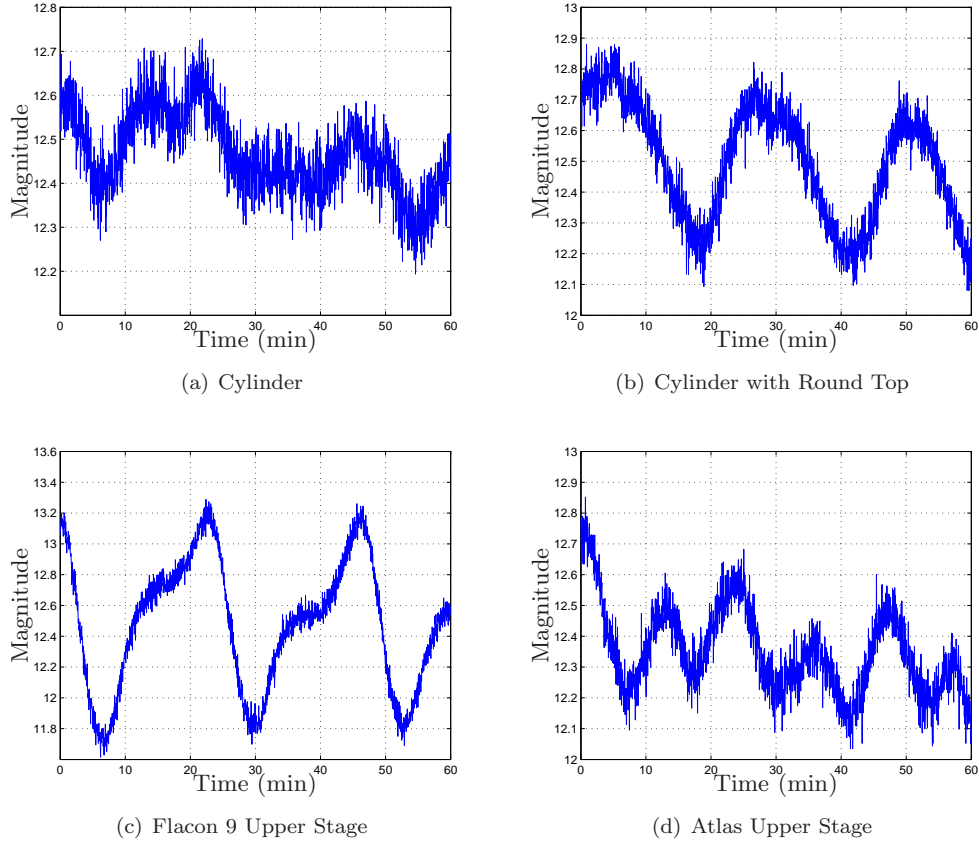 12.8
12.7
12.6
12.5
12.4
12.3
12.2
Magnitude
0 10 20 30 40 50 60
Time (min)
(a) Cylinder
13
12.9
12.8
12.7
12.6
12.5
12.4
12.3
12.2
12.1
12
Magnitude
0 10 20 30 40 50 60
Time (min)
(b) Cylinder with Round Top
13.6
13.4
13.2
13
12.8
12.6
12.4
12.2
12
11.8
Magnitude
0 10 20 30 40 50 60
Time (min)
(c) Flacon 9 Upper Stage
13
12.9
12.8
12.7
12.6
12.5
12.4
12.3
12.2
12.1
12
Magnitude
0 10 20 30 40 50 60
Time (min)
(d) Atlas Upper Stage